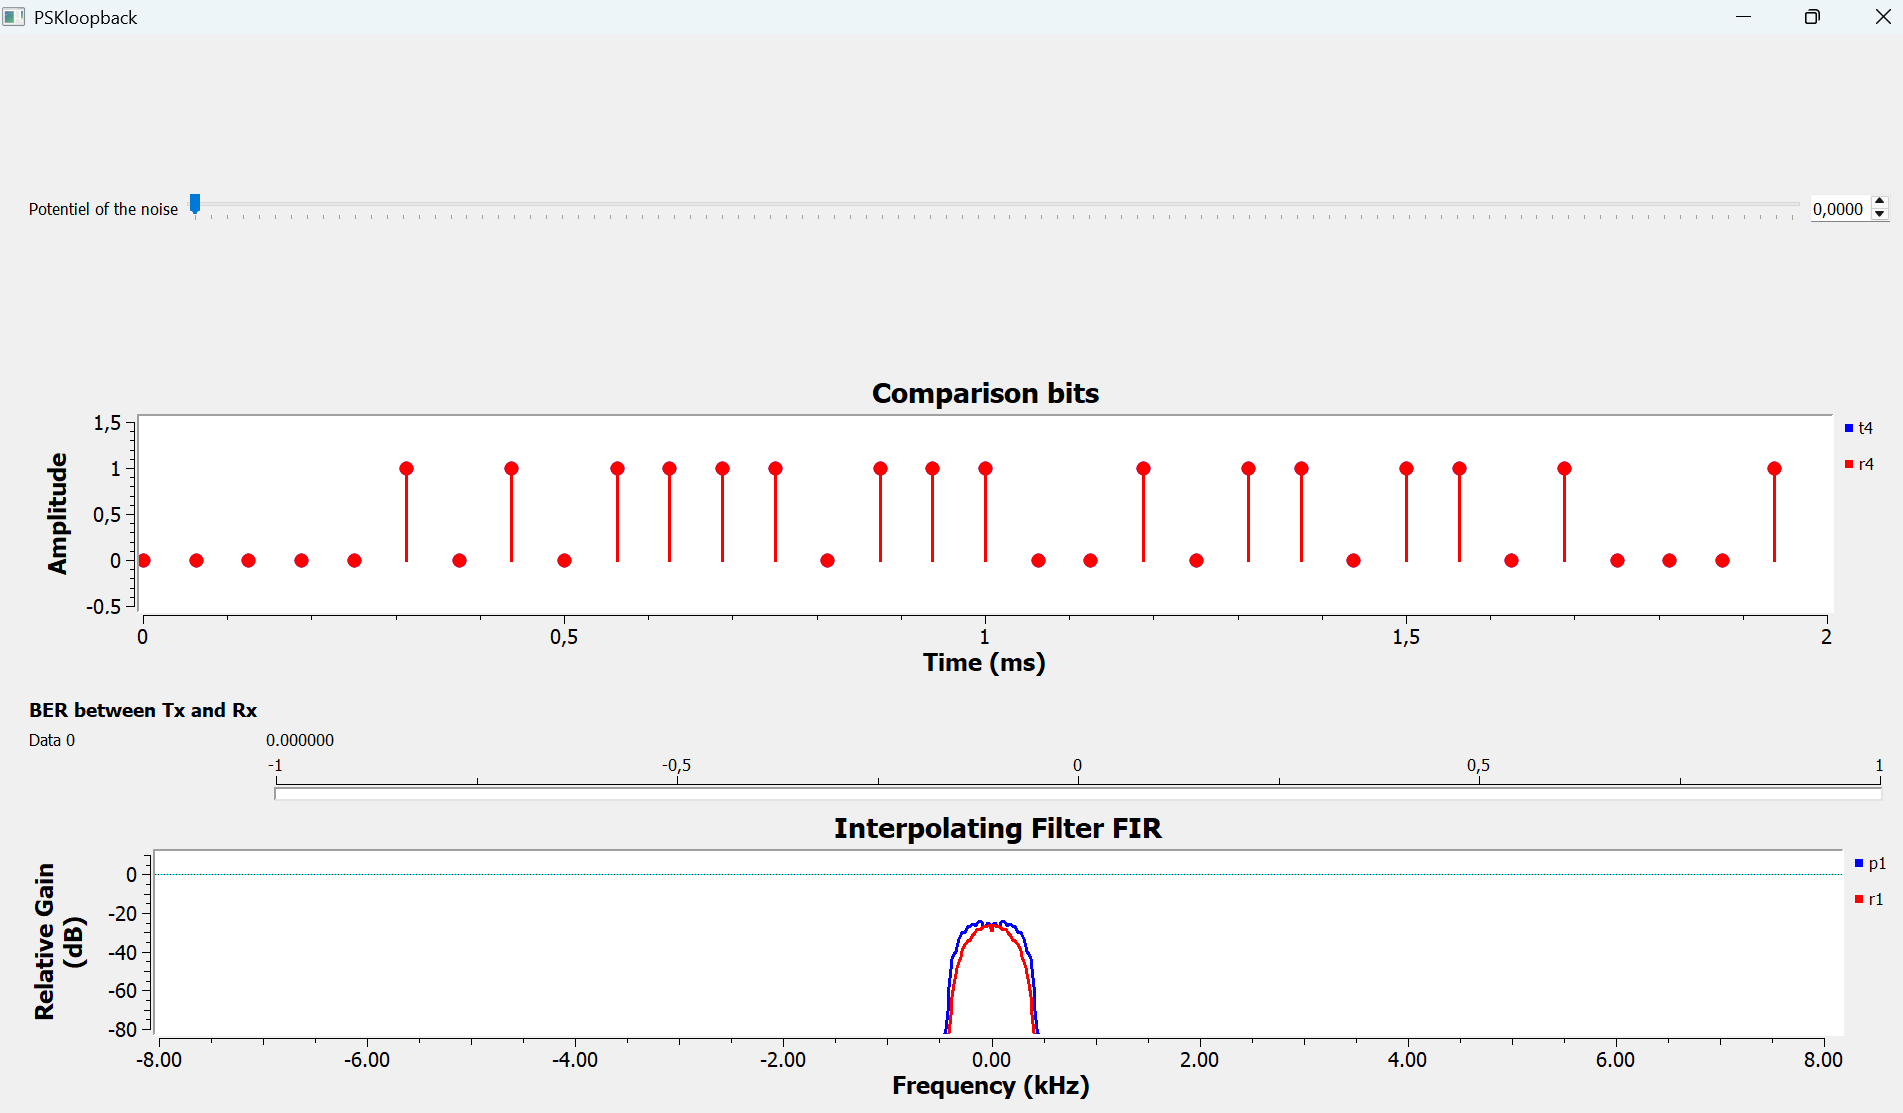 PSKloopback
Potentiel of the noise
0,0000
Comparison bits
1,5
1
0,5
0
-0.5
Amplitude
t4
r4
0 0,5 1 1,5 2
Time (ms)
BER between Tx and Rx
Data 0 0.000000
-1 -0,5 0 0,5 1
Interpolating Filter FIR
0
-20
-40
-60
-80
Relative Gain
(dB)
p1
r1
-8.00 -6.00 -4.00 -2.00 0.00 2.00 4.00 6.00 8.00
Frequency (kHz)